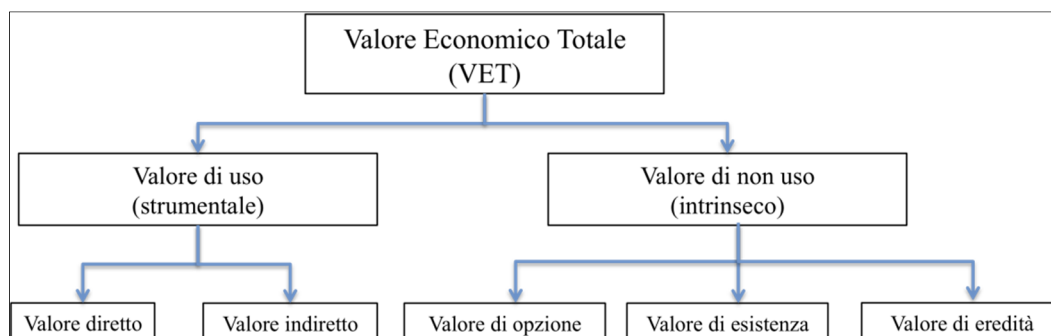 Valore Economico Totale
(VET)
Valore di uso
(strumentale)
Valore di non uso
(intrinseco)
Valore diretto
Valore indiretto
Valore di opzione
Valore di esistenza
Valore di eredità